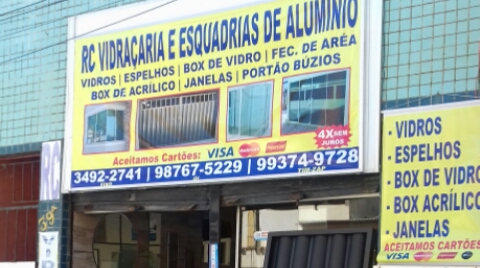 RC VIDRAÇARIA E ESQUADRIAS DE ALUMÍNIO
VIDROS | ESPELHOS | BOX DE VIDRO | FEC. DE ARÉA
BOX DE ACRÍLICO | JANELAS | PORTÃO BÚZIOS
4X SEM
JUROS
Aceitamos Cartões: VISA
3492-2741 | 98767-5229 | 99374-9728
RC
- VIDROS
- ESPELHOS
- BOX DE VIDRO
- BOX ACRÍLICO
- JANELAS
ACEITAMOS CARTÕES
VISA